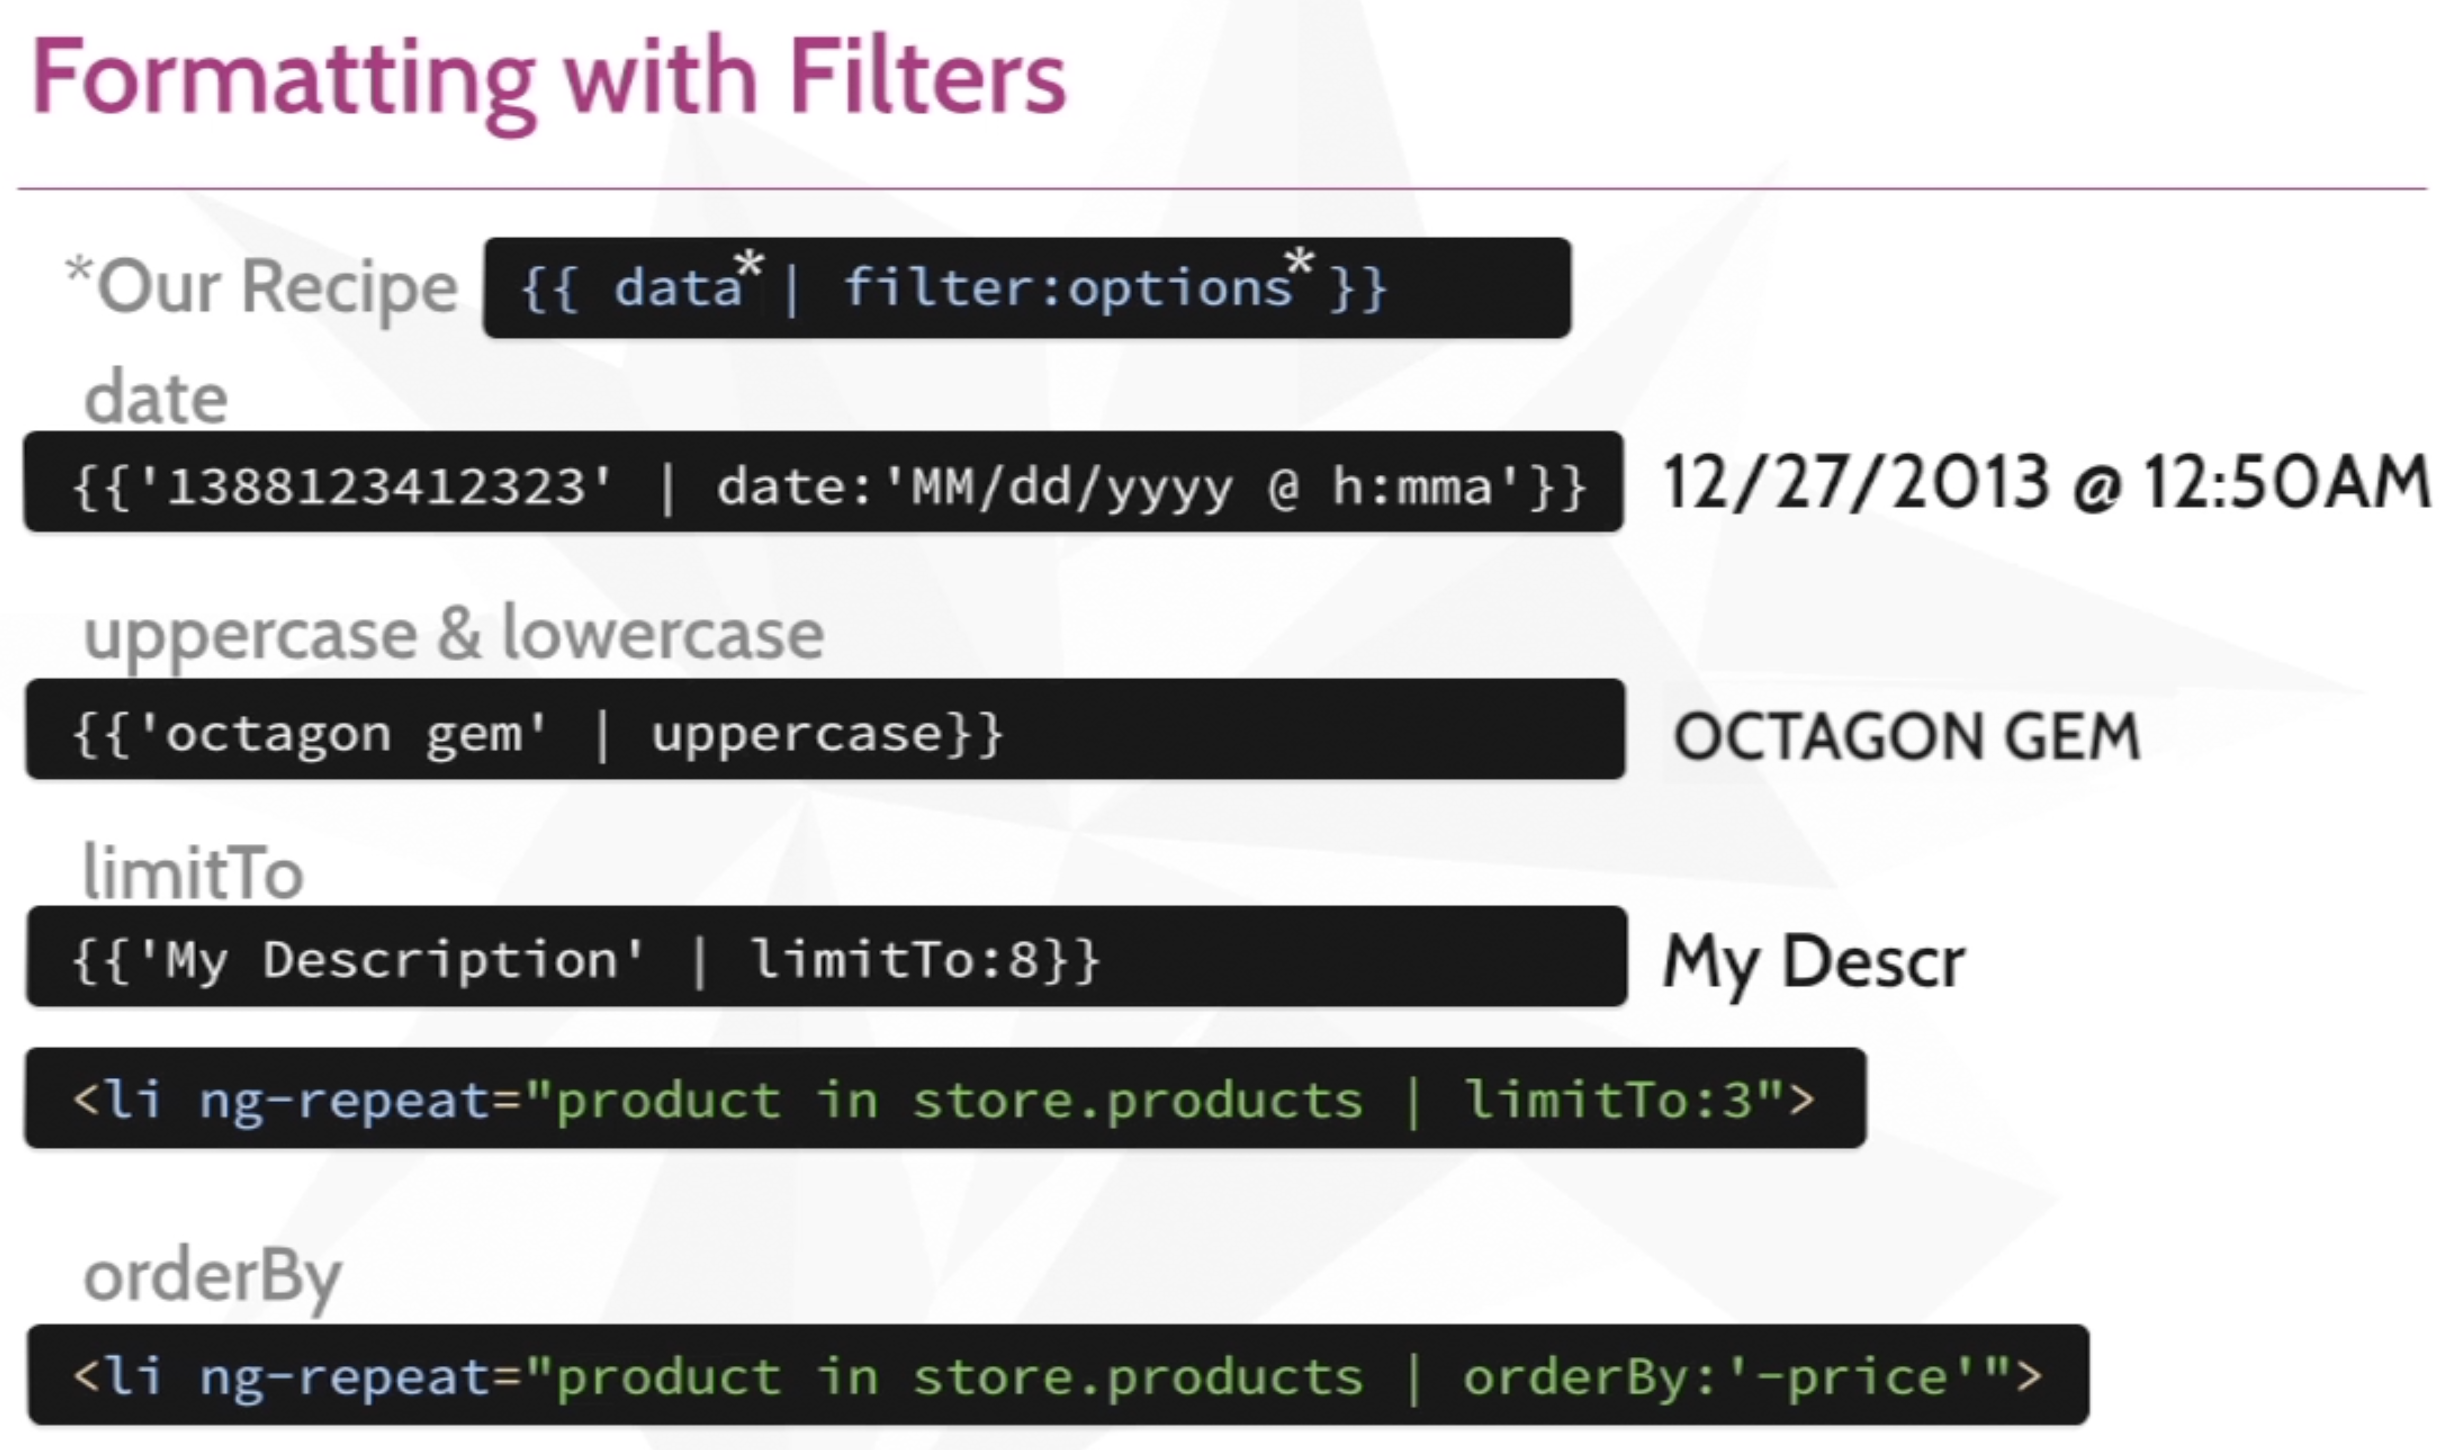 Formatting with Filters
*Our Recipe {{ data* | filter:options* }}
date
{{'1388123412323' | date:'MM/dd/yyyy @ h:mma'}} 12/27/2013 @ 12:50AM
uppercase & lowercase
{{'octagon gem' | uppercase}} OCTAGON GEM
limitTo
{{'My Description' | limitTo:8}} My Descr
<li ng-repeat="product in store.products | limitTo:3">
orderBy
<li ng-repeat="product in store.products | orderBy:'-price'">